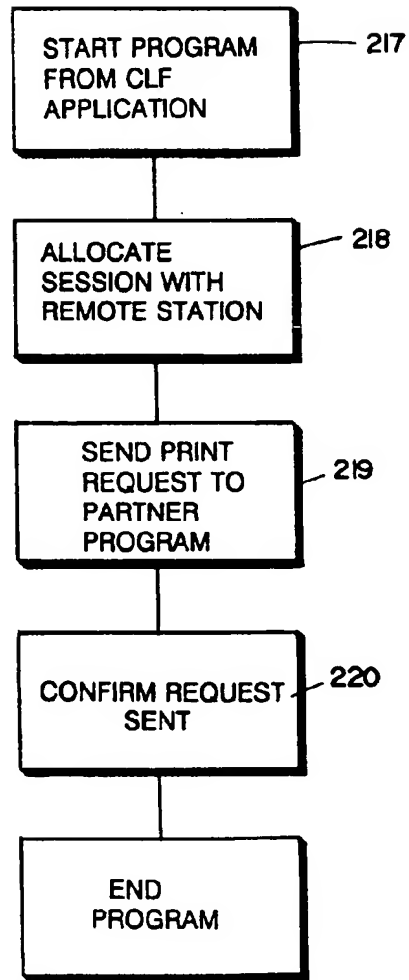 START PROGRAM
FROM CLF
APPLICATION
217
ALLOCATE
SESSION WITH
REMOTE STATION
218
SEND PRINT
REQUEST TO
PARTNER
PROGRAM
219
CONFIRM REQUEST
SENT
220
END
PROGRAM